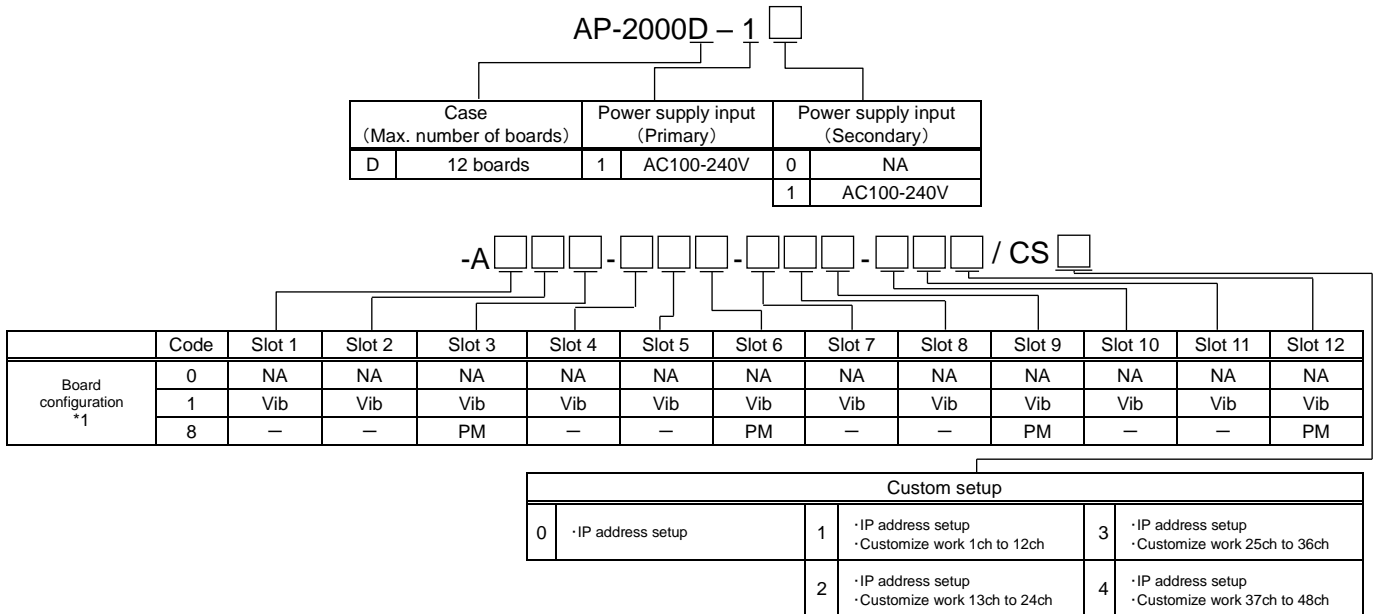 AP-2000D – 1 □
Case Power supply input Power supply input
（Max. number of boards） （Primary） （Secondary）
D 12 boards 1 AC100-240V 0 NA
1 AC100-240V
-A□□□-□□□-□□□-□□□ / CS □
Code Slot 1 Slot 2 Slot 3 Slot 4 Slot 5 Slot 6 Slot 7 Slot 8 Slot 9 Slot 10 Slot 11 Slot 12
Board configuration *1
0 NA NA NA NA NA NA NA NA NA NA NA NA
1 Vib Vib Vib Vib Vib Vib Vib Vib Vib Vib Vib Vib
8 － － PM － － PM － － PM － － PM
Custom setup
0 ･IP address setup
1 ･IP address setup
･Customize work 1ch to 12ch
3 ･IP address setup
･Customize work 25ch to 36ch
2 ･IP address setup
･Customize work 13ch to 24ch
4 ･IP address setup
･Customize work 37ch to 48ch